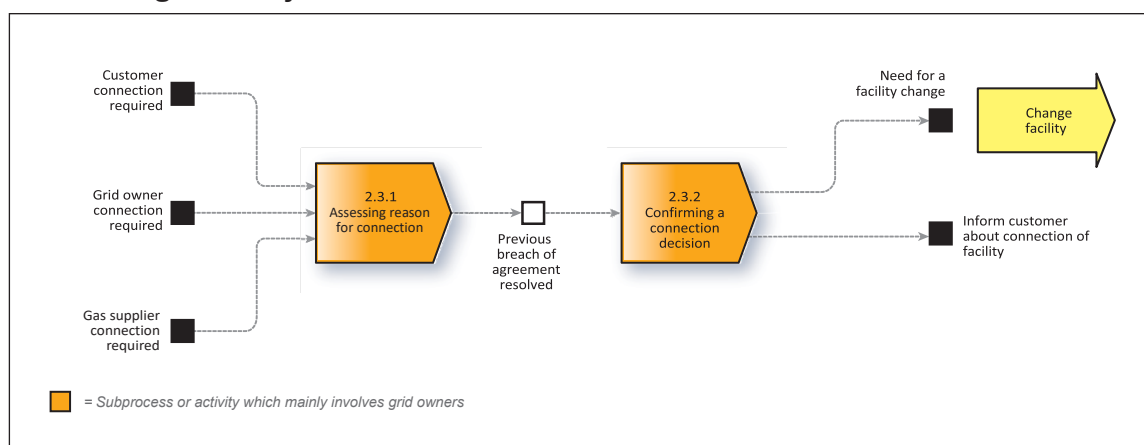 Customer
connection
required
Grid owner
connection
required
Gas supplier
connection
required
2.3.1
Assessing reason
for connection
Previous
breach of
agreement
resolved
2.3.2
Confirming a
connection
decision
Need for a
facility change
Change
facility
Inform customer
about connection of
facility
= Subprocess or activity which mainly involves grid owners